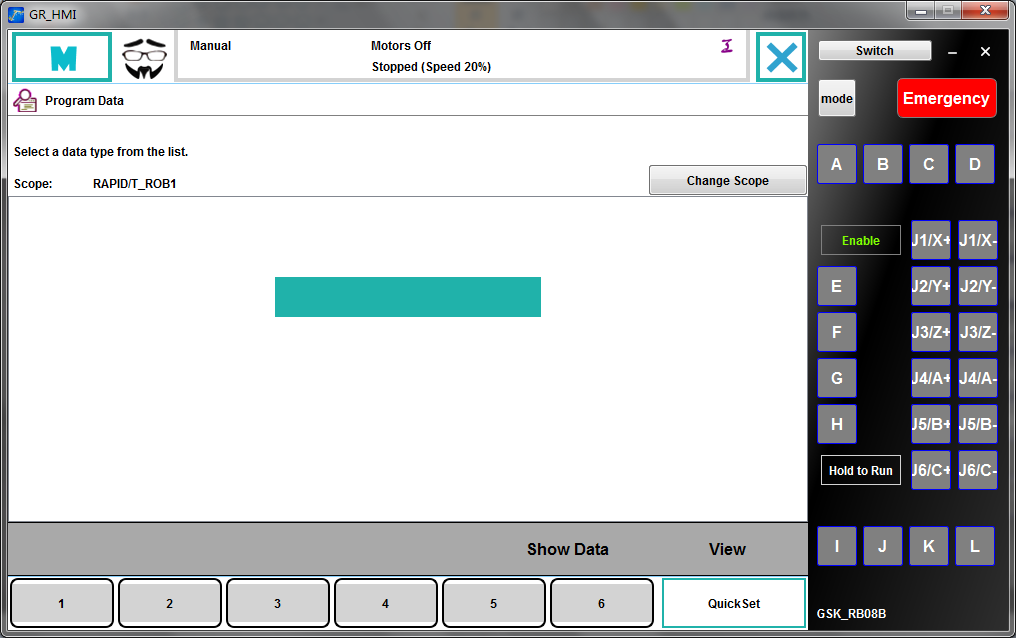 GR_HMI
M
Manual
Motors Off
Stopped (Speed 20%)
Program Data
Select a data type from the list.
Scope: RAPID/T_ROB1
Change Scope
Show Data
View
1 2 3 4 5 6 QuickSet
Switch
mode
Emergency
A B C D
Enable
J1/X+ J1/X-
E J2/Y+ J2/Y-
F J3/Z+ J3/Z-
G J4/A+ J4/A-
H J5/B+ J5/B-
Hold to Run J6/C+ J6/C-
I J K L
GSK_RB08B